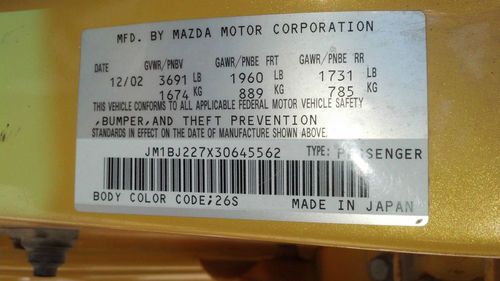 MFD. BY MAZDA MOTOR CORPORATION
DATE GVWR/PNBV GAWR/PNBE FRT GAWR/PNBE RR
12/02 3691 LB 1960 LB 1731 LB
1674 KG 889 KG 785 KG
THIS VEHICLE CONFORMS TO ALL APPLICABLE FEDERAL MOTOR VEHICLE SAFETY
,BUMPER,AND THEFT PREVENTION
STANDARDS IN EFFECT ON THE DATE OF MANUFACTURE SHOWN ABOVE.
JM1BJ227X30645562 TYPE: PASSENGER
BODY COLOR CODE;26S MADE IN JAPAN